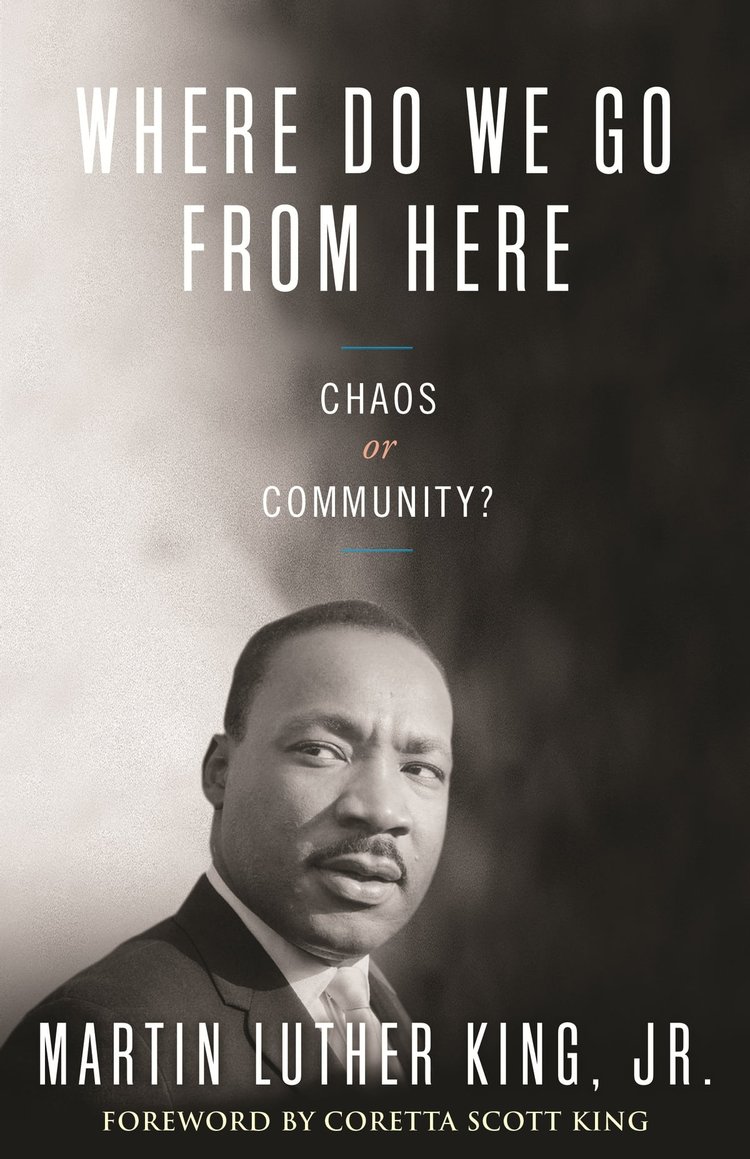 WHERE DO WE GO
FROM HERE
CHAOS
or
COMMUNITY?
MARTIN LUTHER KING, JR.
FOREWORD BY CORETTA SCOTT KING